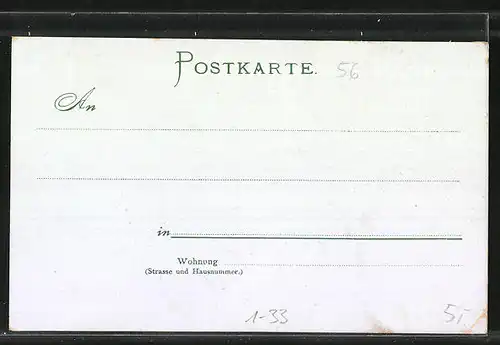 POSTKARTE. 56
An
in
Wohnung
(Strasse und Hausnummer.)
1-33 5,-